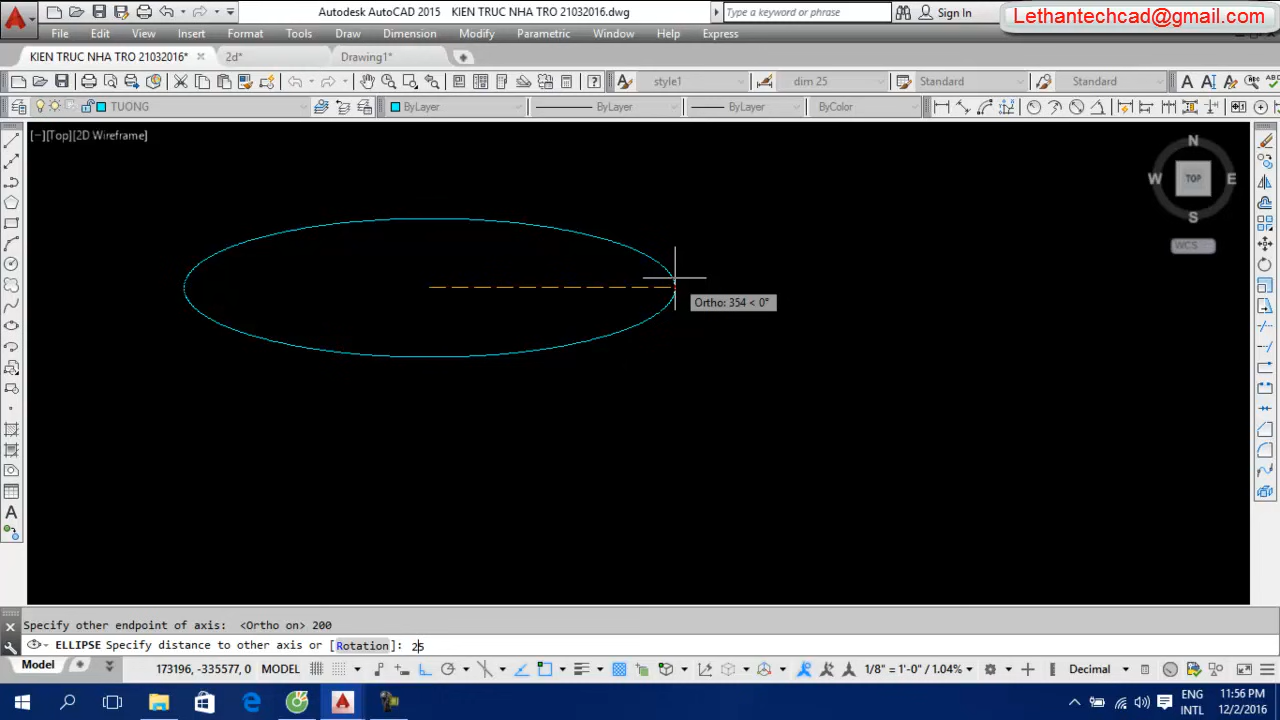 Autodesk AutoCAD 2015 KIEN TRUC NHA TRO 21032016.dwg
Type a keyword or phrase
Sign In
Lethantechcad@gmail.com
File Edit View Insert Format Tools Draw Dimension Modify Parametric Window Help Express
KIEN TRUC NHA TRO 21032016* 2d* Drawing1*
style1 dim 25 Standard Standard
TUONG ByLayer ByLayer ByLayer ByColor
[−][Top][2D Wireframe]
N
W TOP E
S
WCS
Ortho: 354 < 0°
Specify other endpoint of axis: <Ortho on> 200
ELLIPSE Specify distance to other axis or [Rotation]: 25
Model 173196, -335577, 0 MODEL 1/8" = 1'-0" / 1.04% Decimal
ENG 11:56 PM
INTL 12/2/2016